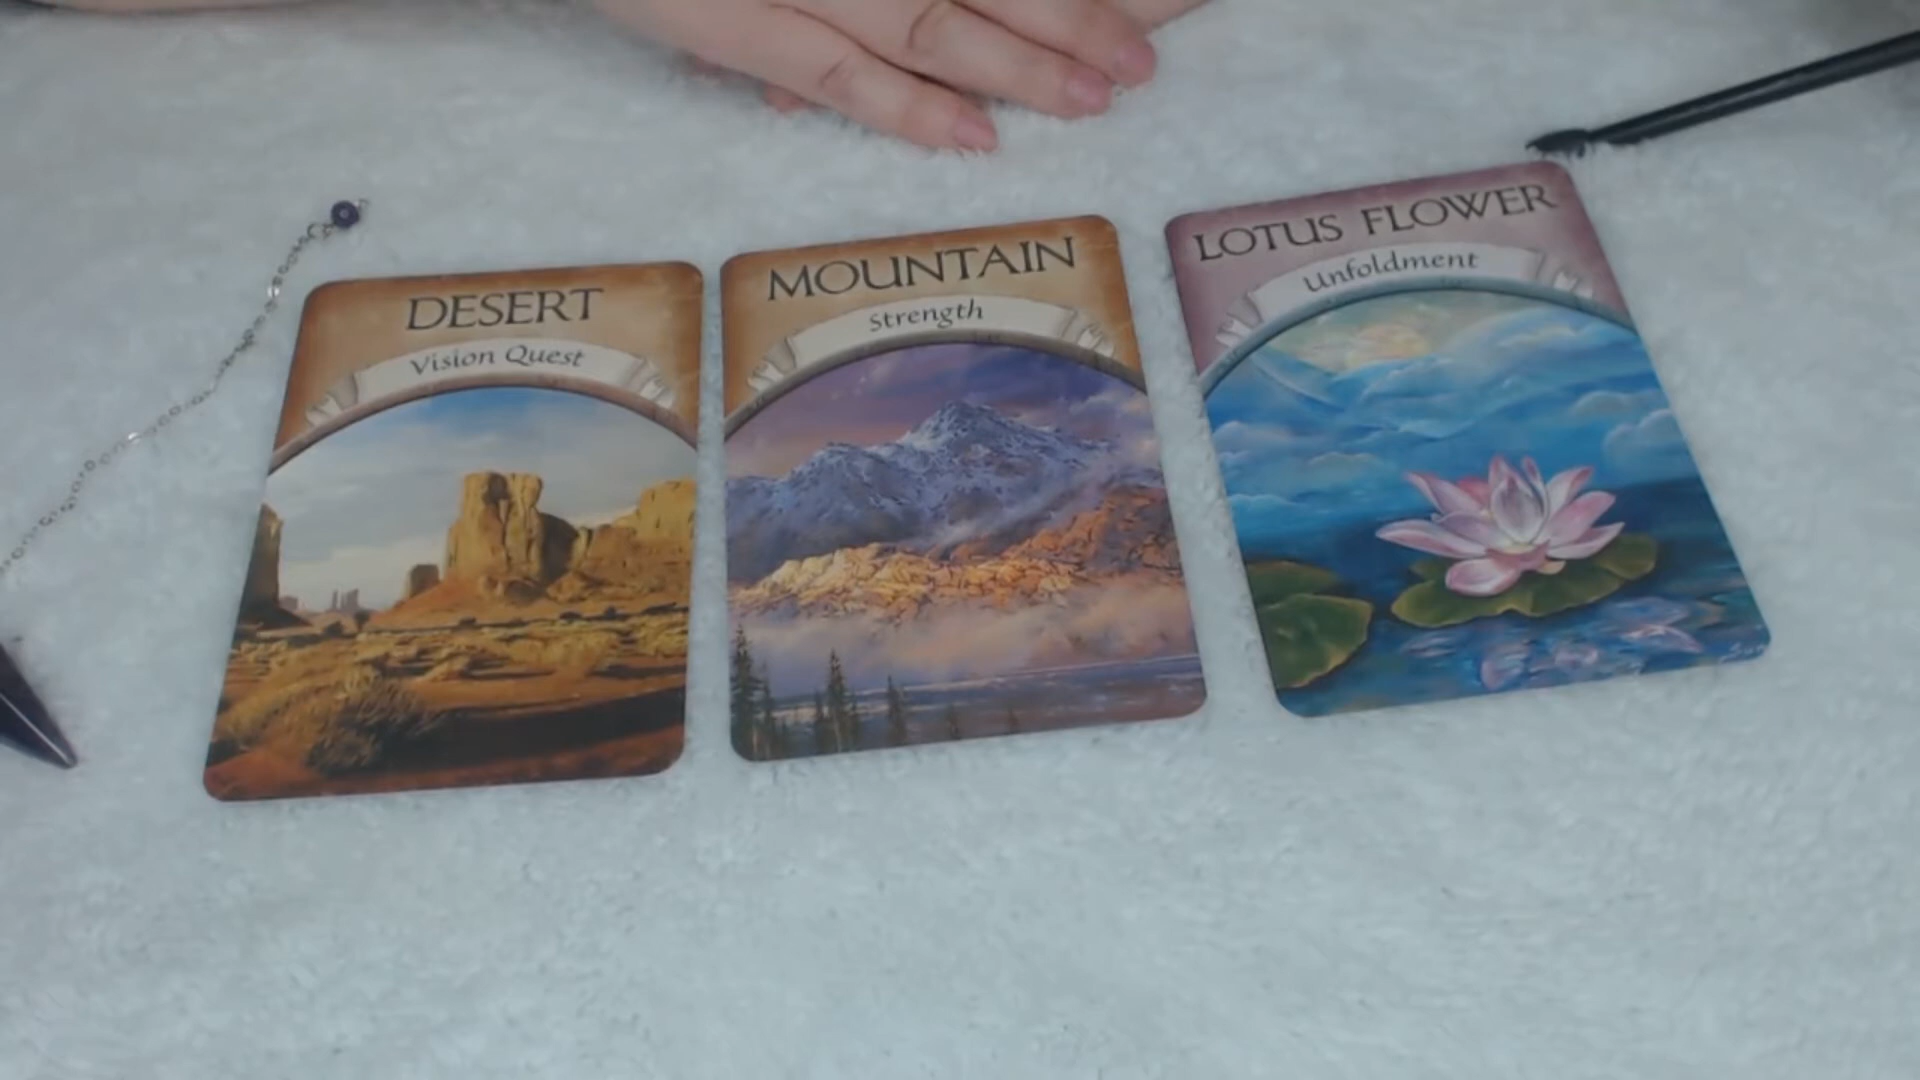 DESERT
Vision Quest
MOUNTAIN
Strength
LOTUS FLOWER
Unfoldment